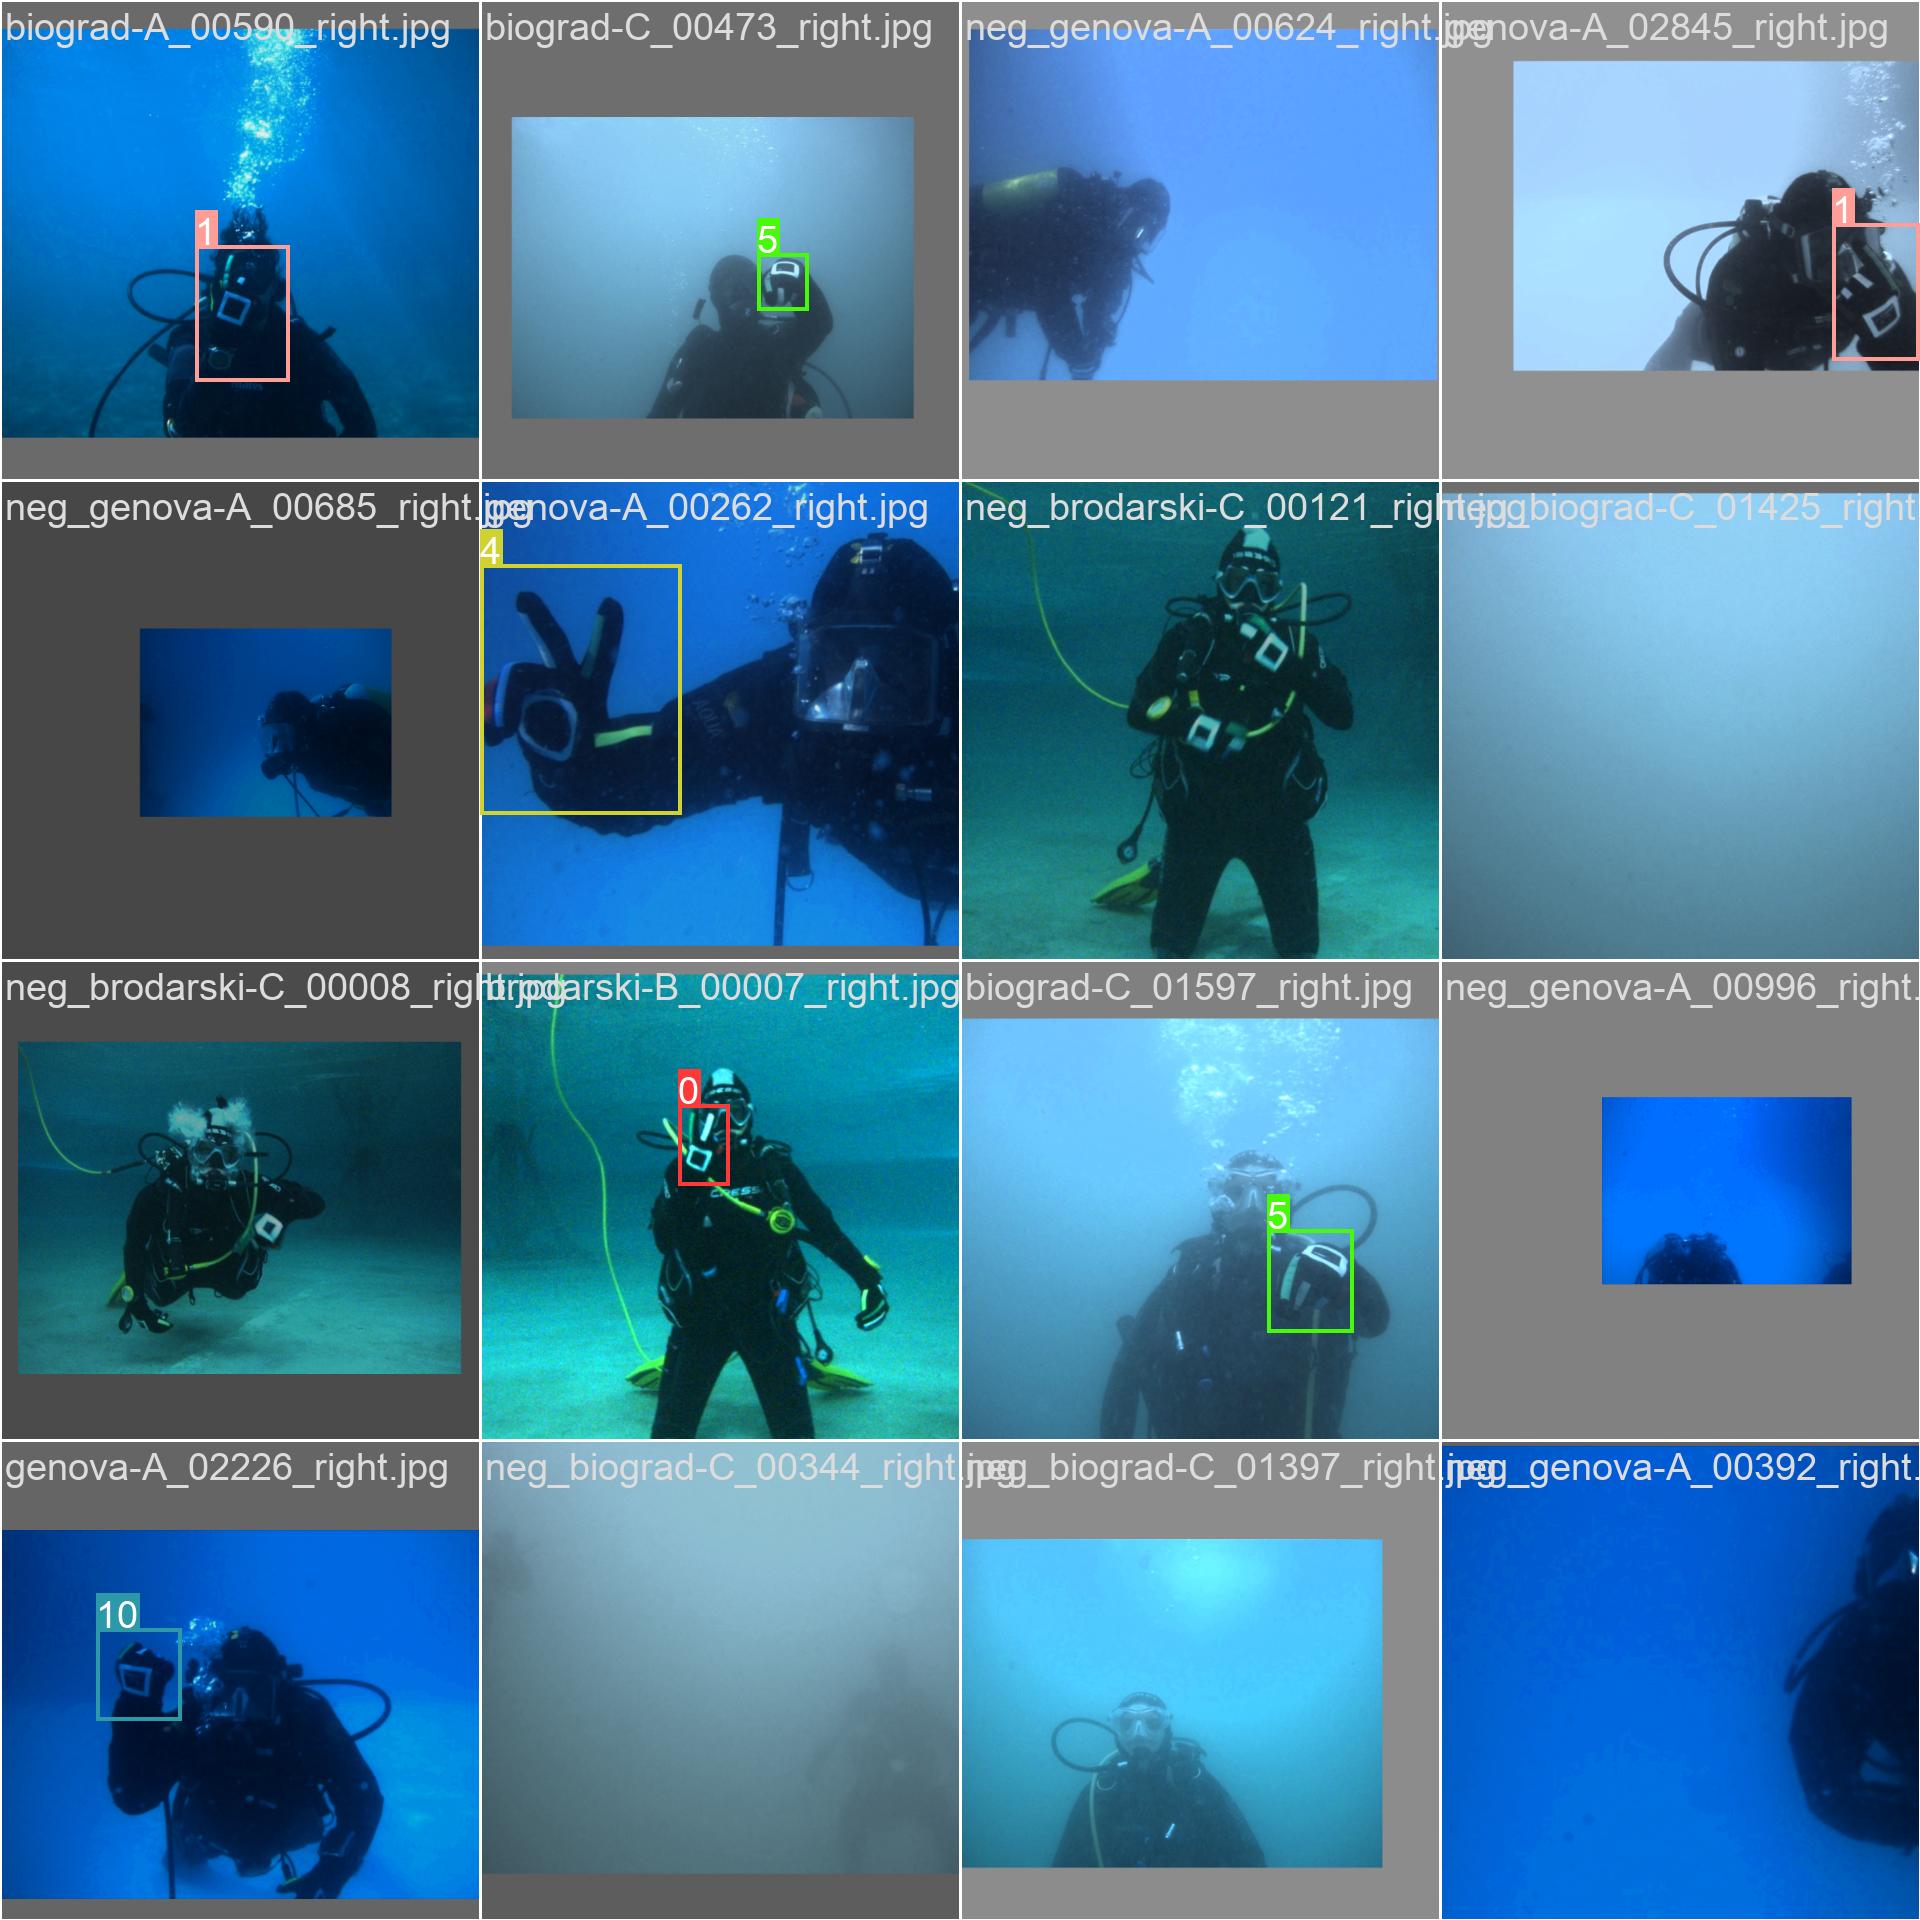 biograd-A_00590_right.jpg
biograd-C_00473_right.jpg
neg_genova-A_00624_right.jpg
genova-A_02845_right.jpg
1
5
1
neg_genova-A_00685_right.jpg
genova-A_00262_right.jpg
neg_brodarski-C_00121_right.jpg
neg_biograd-C_01425_right
4
AQUA
neg_brodarski-C_00008_right.jpg
brodarski-B_00007_right.jpg
biograd-C_01597_right.jpg
neg_genova-A_00996_right.
0
CRESS
5
genova-A_02226_right.jpg
neg_biograd-C_00344_right.jpg
neg_biograd-C_01397_right.jpg
neg_genova-A_00392_right.
10